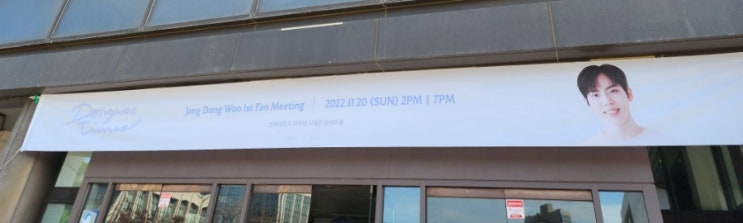 Dongwoo
Times
Jang Dong Woo 1st Fan Meeting | 2022.11.20 (SUN) 2PM | 7PM